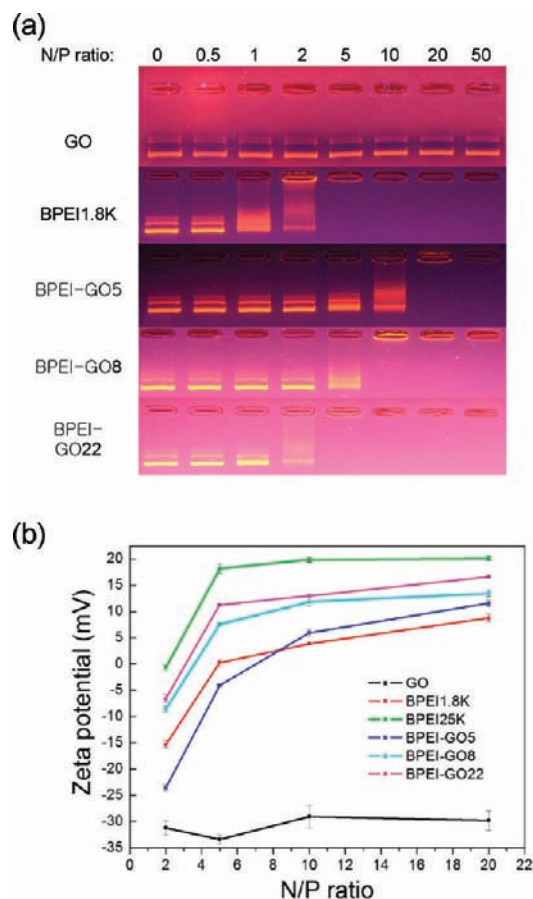 (a)
N/P ratio: 0 0.5 1 2 5 10 20 50
GO
BPEI1.8K
BPEI-GO5
BPEI-GO8
BPEI-
GO22
(b)
20
15
10
5
0
-5
-10
-15
-20
-25
-30
-35
Zeta potential (mV)
GO
BPEI1.8K
BPEI25K
BPEI-GO5
BPEI-GO8
BPEI-GO22
0 2 4 6 8 10 12 14 16 18 20 22
N/P ratio